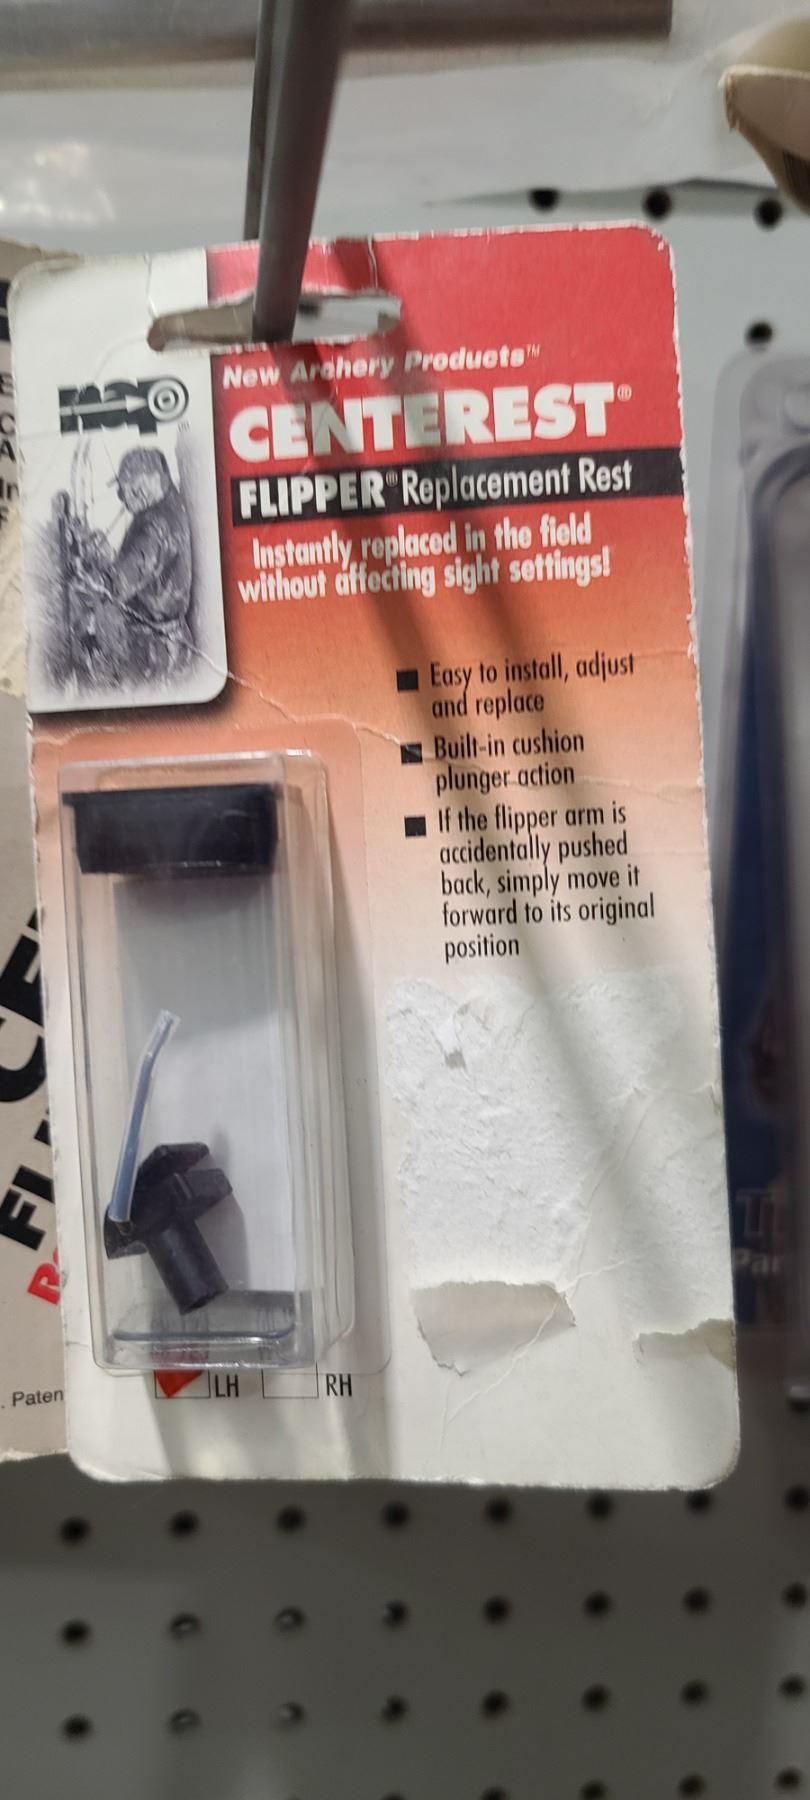 nap
New Archery Products™
CENTEREST®
FLIPPER® Replacement Rest
Instantly replaced in the field
without affecting sight settings!
■ Easy to install, adjust
and replace
■ Built-in cushion
plunger action
■ If the flipper arm is
accidentally pushed
back, simply move it
forward to its original
position
LH RH
. Paten